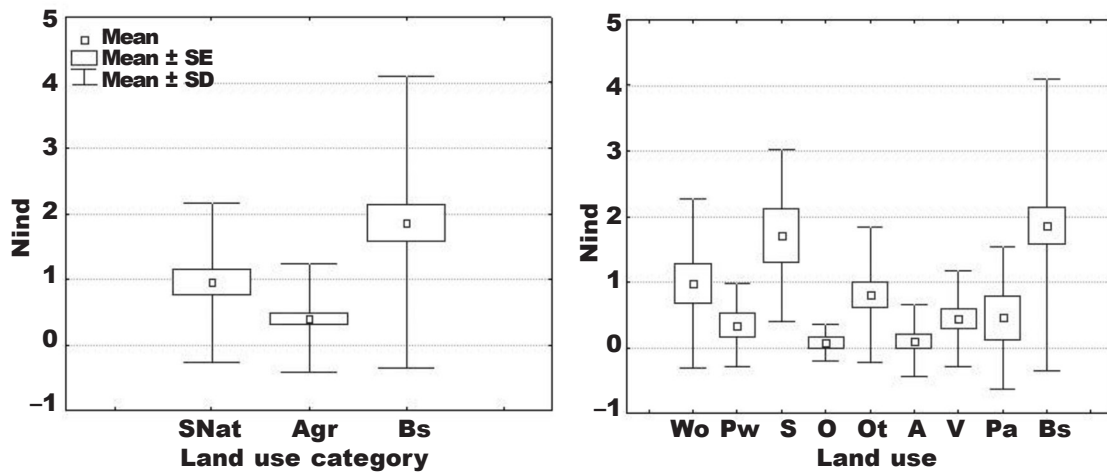 5
4
3
2
1
0
–1
Nind
Mean
Mean ± SE
Mean ± SD
SNat Agr Bs
Land use category
5
4
3
2
1
0
–1
Nind
Wo Pw S O Ot A V Pa Bs
Land use